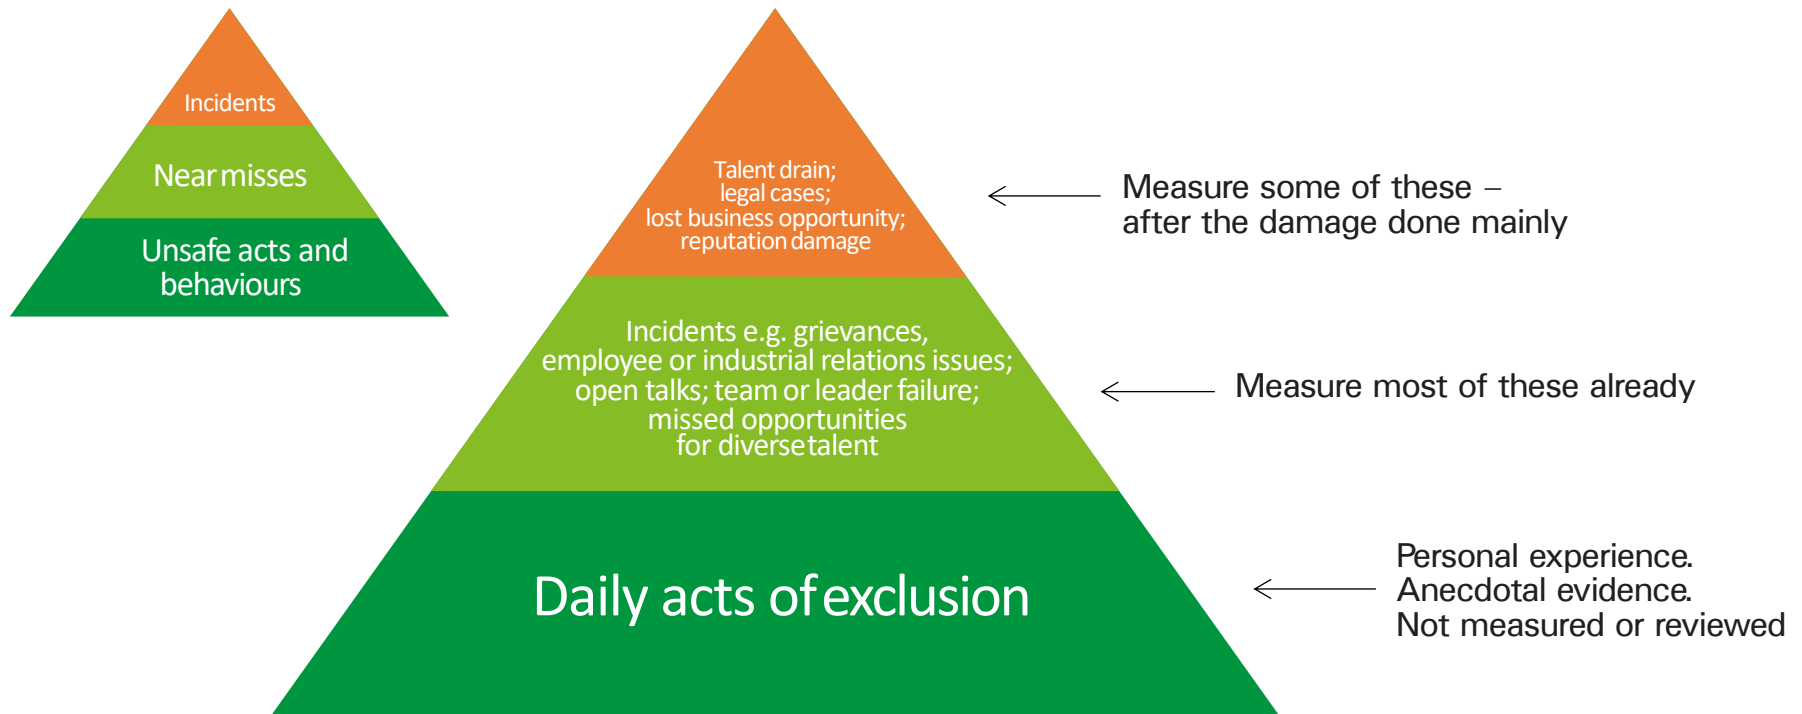 Incidents
Near misses
Unsafe acts and
behaviours
Talent drain;
legal cases;
lost business opportunity;
reputation damage
Measure some of these –
after the damage done mainly
Incidents e.g. grievances,
employee or industrial relations issues;
open talks; team or leader failure;
missed opportunities
for diverse talent
Measure most of these already
Daily acts of exclusion
Personal experience.
Anecdotal evidence.
Not measured or reviewed